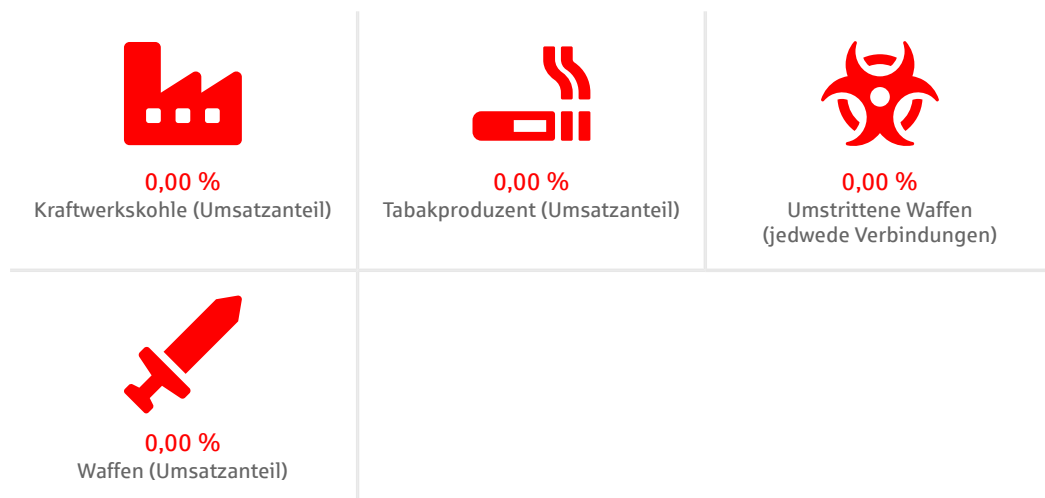 0,00 %
Kraftwerkskohle (Umsatzanteil)
0,00 %
Tabakproduzent (Umsatzanteil)
0,00 %
Umstrittene Waffen
(jedwede Verbindungen)
0,00 %
Waffen (Umsatzanteil)